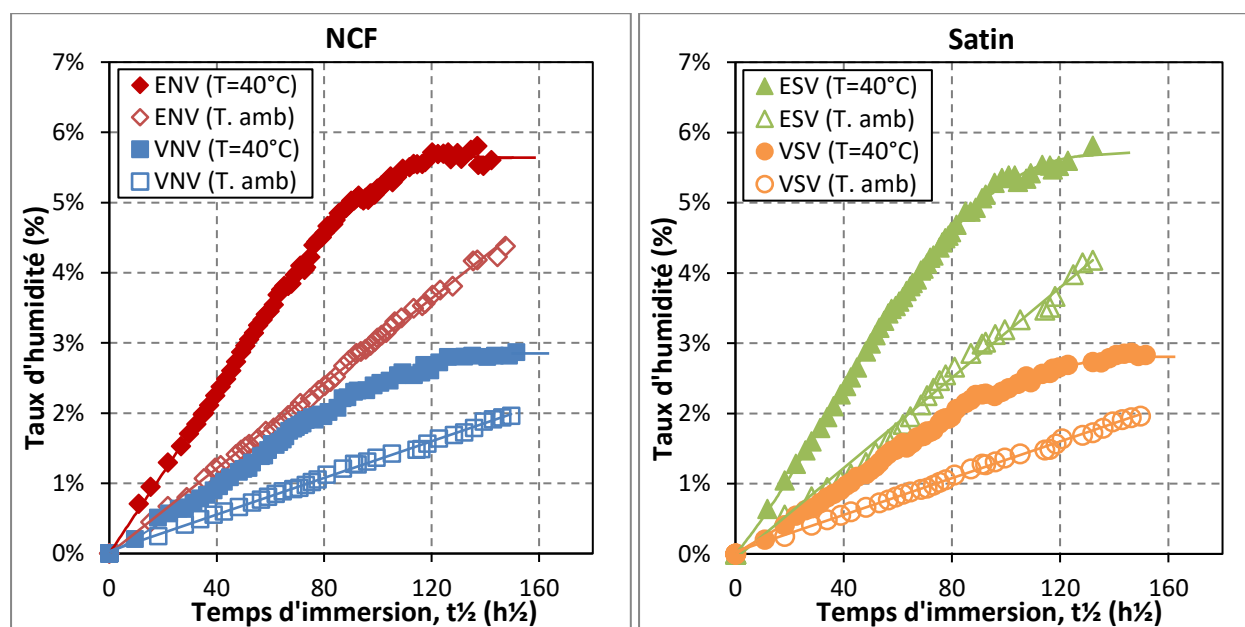 NCF
7%
6%
5%
4%
3%
2%
1%
0%
Taux d'humidité (%)
ENV (T=40°C)
ENV (T. amb)
VNV (T=40°C)
VNV (T. amb)
0 40 80 120 160
Temps d'immersion, t½ (h½)
Satin
7%
6%
5%
4%
3%
2%
1%
0%
Taux d'humidité (%)
ESV (T=40°C)
ESV (T. amb)
VSV (T=40°C)
VSV (T. amb)
0 40 80 120 160
Temps d'immersion, t½ (h½)